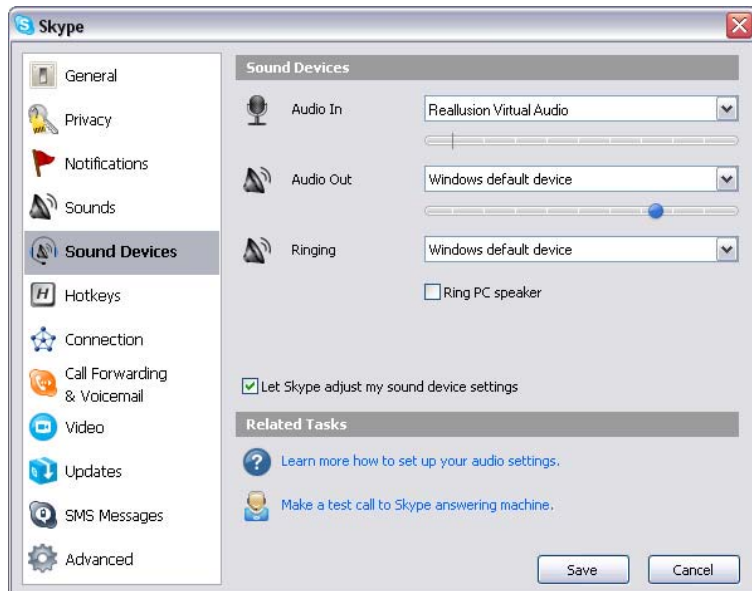 Skype
General
Privacy
Notifications
Sounds
Sound Devices
Hotkeys
Connection
Call Forwarding
& Voicemail
Video
Updates
SMS Messages
Advanced
Sound Devices
Audio In
Reallusion Virtual Audio
Audio Out
Windows default device
Ringing
Windows default device
Ring PC speaker
Let Skype adjust my sound device settings
Related Tasks
Learn more how to set up your audio settings.
Make a test call to Skype answering machine.
Save
Cancel